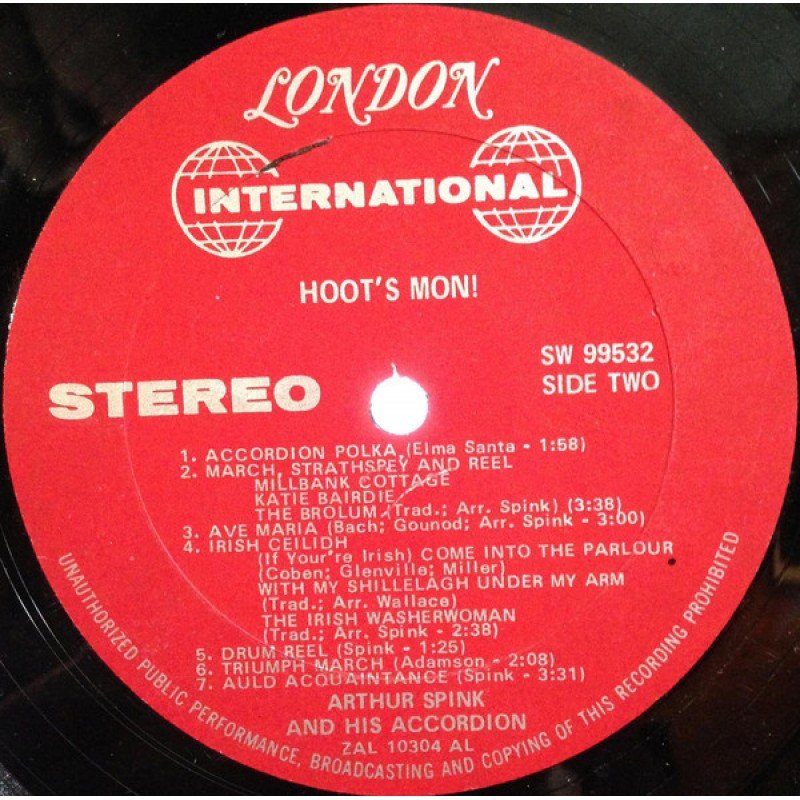 LONDON
INTERNATIONAL
HOOT'S MON!
STEREO
SW 99532
SIDE TWO
1. ACCORDION POLKA (Elma Santa - 1:58)
2. MARCH, STRATHSPEY AND REEL
MILLBANK COTTAGE
KATIE BAIRDIE
THE BROLUM (Trad.; Arr. Spink) (3:38)
3. AVE MARIA (Bach; Gounod; Arr. Spink - 3:00)
4. IRISH CEILIDH
(If Your're Irish) COME INTO THE PARLOUR
(Coben; Glenville; Miller)
WITH MY SHILLELAGH UNDER MY ARM
(Trad.; Arr. Wallace)
THE IRISH WASHERWOMAN
(Trad.; Arr. Spink - 2:38)
5. DRUM REEL (Spink - 1:25)
6. TRIUMPH MARCH (Adamson - 2:08)
7. AULD ACQUAINTANCE (Spink - 3:31)
ARTHUR SPINK
AND HIS ACCORDION
ZAL 10304 AL
UNAUTHORIZED PUBLIC PERFORMANCE, BROADCASTING AND COPYING OF THIS RECORDING PROHIBITED